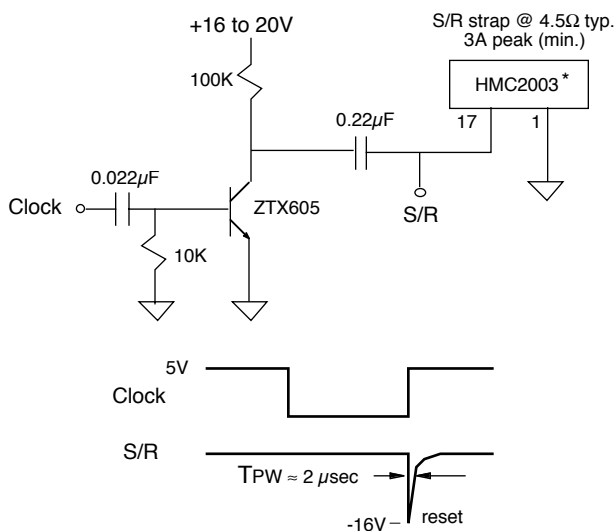 S/R strap @ 4.5Ω typ.
3A peak (min.)
+16 to 20V
HMC2003*
100K
0.22µF
17
1
0.022µF
Clock
ZTX605
S/R
10K
5V
Clock
S/R
TPW ≈ 2 µsec
-16V
reset